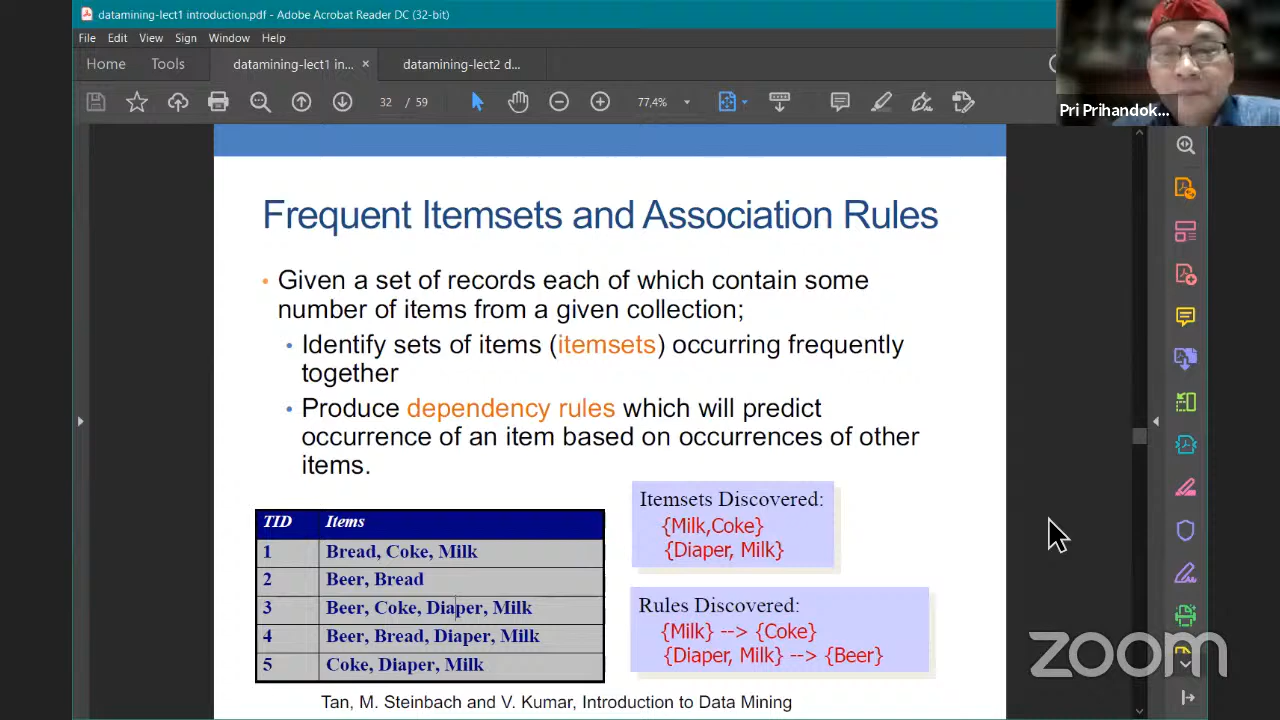 datamining-lect1 introduction.pdf - Adobe Acrobat Reader DC (32-bit)
File Edit View Sign Window Help
Home Tools datamining-lect1 in... × datamining-lect2 d...
32 / 59 77,4%
Pri Prihandok...
Frequent Itemsets and Association Rules
• Given a set of records each of which contain some
number of items from a given collection;
• Identify sets of items (itemsets) occurring frequently
together
• Produce dependency rules which will predict
occurrence of an item based on occurrences of other
items.
TID Items
1 Bread, Coke, Milk
2 Beer, Bread
3 Beer, Coke, Diaper, Milk
4 Beer, Bread, Diaper, Milk
5 Coke, Diaper, Milk
Itemsets Discovered:
{Milk,Coke}
{Diaper, Milk}
Rules Discovered:
{Milk} --> {Coke}
{Diaper, Milk} --> {Beer}
Tan, M. Steinbach and V. Kumar, Introduction to Data Mining
zoom